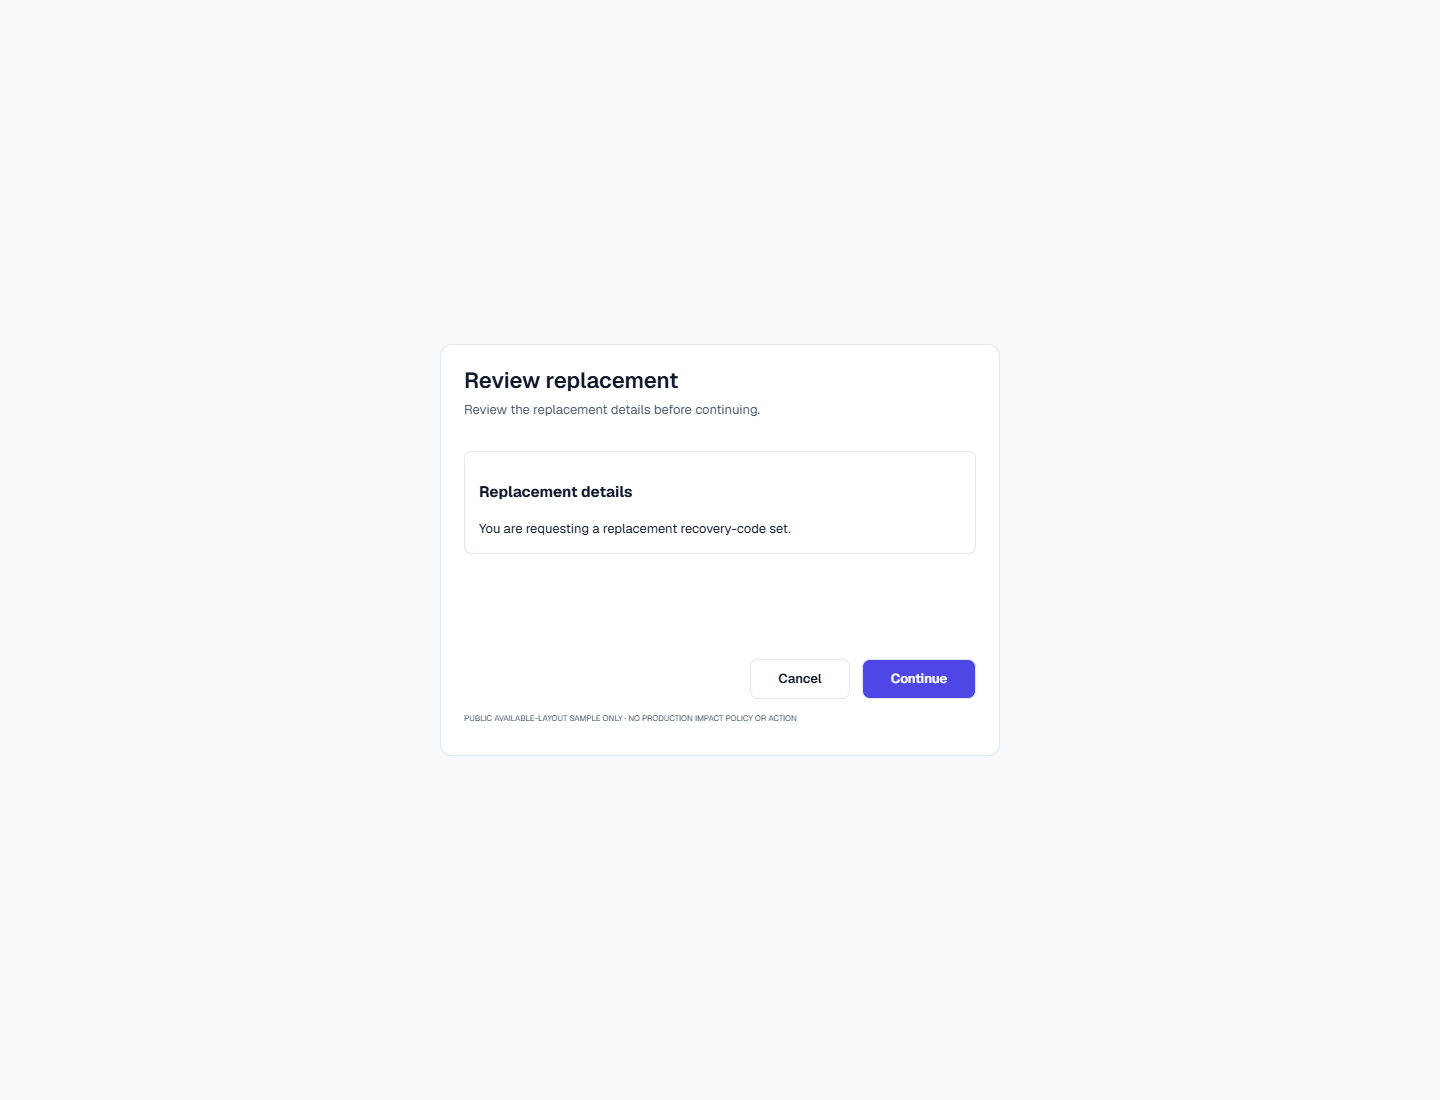 Review replacement
Review the replacement details before continuing.
Replacement details
You are requesting a replacement recovery-code set.
Cancel
Continue
PUBLIC AVAILABLE-LAYOUT SAMPLE ONLY · NO PRODUCTION IMPACT POLICY OR ACTION